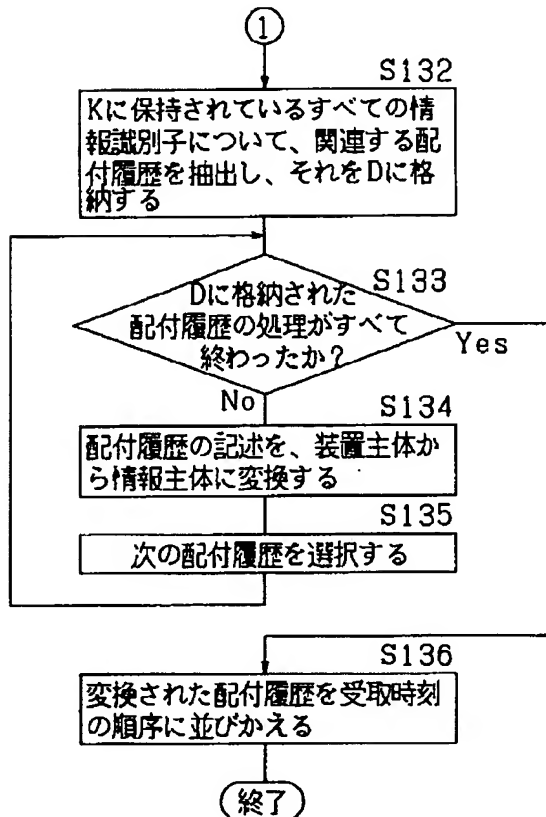 1
S132
Kに保持されているすべての情
報識別子について、関連する配
付履歴を抽出し、それをDに格
納する
S133
Dに格納された
配付履歴の処理がすべて
終わったか?
Yes
No
S134
配付履歴の記述を、装置主体か
ら情報主体に変換する
S135
次の配付履歴を選択する
S136
変換された配付履歴を受取時刻
の順序に並びかえる
終了